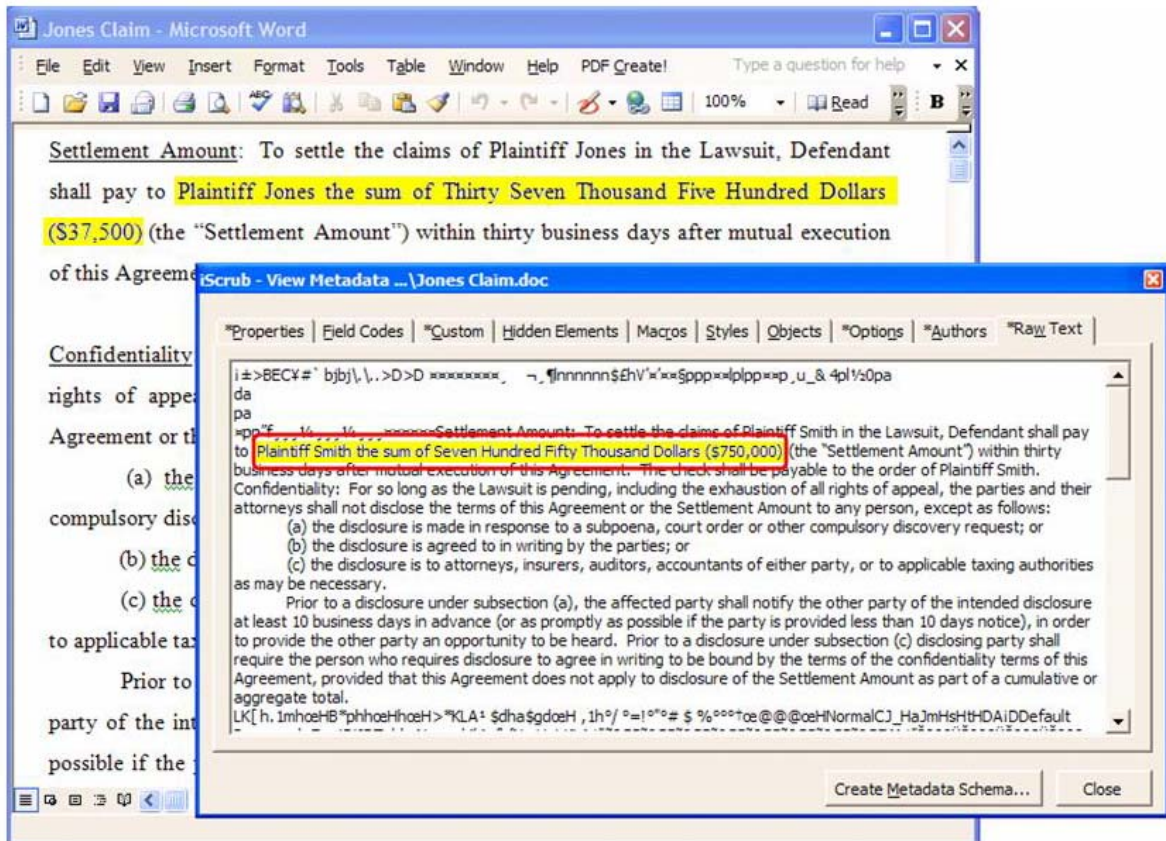 Jones Claim - Microsoft Word
File Edit View Insert Format Tools Table Window Help PDF Create! Type a question for help
100% Read B
Settlement Amount: To settle the claims of Plaintiff Jones in the Lawsuit, Defendant
shall pay to Plaintiff Jones the sum of Thirty Seven Thousand Five Hundred Dollars
($37,500) (the “Settlement Amount”) within thirty business days after mutual execution
of this Agreeme
iScrub - View Metadata ...\Jones Claim.doc
*Properties Field Codes *Custom Hidden Elements Macros Styles Objects *Options *Authors *Raw Text
da
pa
Settlement Amount: To settle the claims of Plaintiff Smith in the Lawsuit, Defendant shall pay
to Plaintiff Smith the sum of Seven Hundred Fifty Thousand Dollars ($750,000) (the "Settlement Amount") within thirty
business days after mutual execution of this Agreement. The check shall be payable to the order of Plaintiff Smith.
Confidentiality: For so long as the Lawsuit is pending, including the exhaustion of all rights of appeal, the parties and their
attorneys shall not disclose the terms of this Agreement or the Settlement Amount to any person, except as follows:
(a) the disclosure is made in response to a subpoena, court order or other compulsory discovery request; or
(b) the disclosure is agreed to in writing by the parties; or
(c) the disclosure is to attorneys, insurers, auditors, accountants of either party, or to applicable taxing authorities
as may be necessary.
Prior to a disclosure under subsection (a), the affected party shall notify the other party of the intended disclosure
at least 10 business days in advance (or as promptly as possible if the party is provided less than 10 days notice), in order
to provide the other party an opportunity to be heard. Prior to a disclosure under subsection (c) disclosing party shall
require the person who requires disclosure to agree in writing to be bound by the terms of the confidentiality terms of this
Agreement, provided that this Agreement does not apply to disclosure of the Settlement Amount as part of a cumulative or
aggregate total.
Create Metadata Schema... Close
Confidentiality
rights of appe
Agreement or th
(a) the
compulsory disc
(b) the d
(c) the
to applicable ta
Prior to
party of the int
possible if the